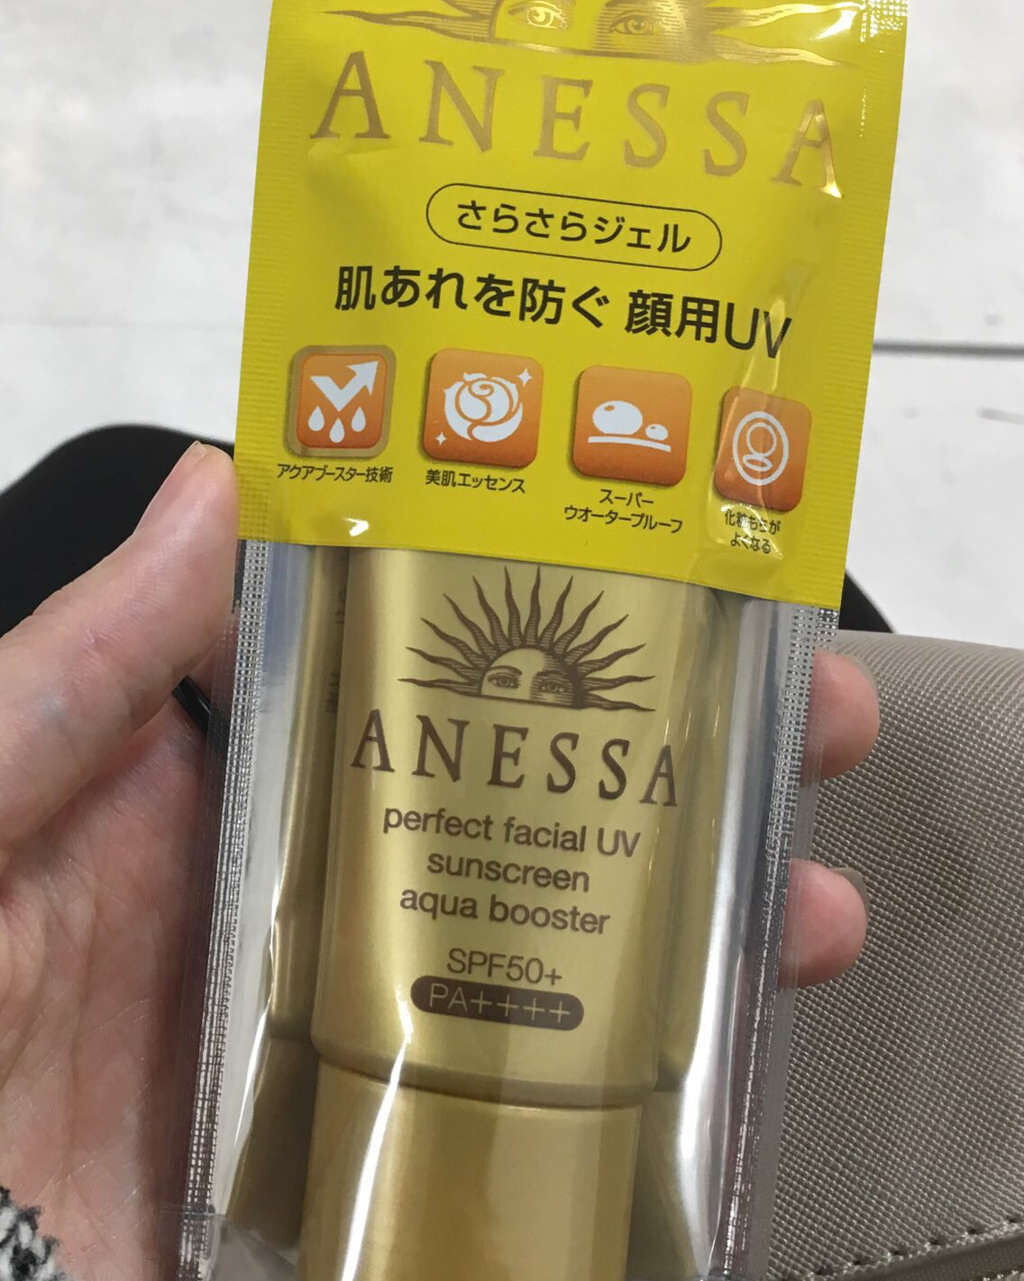 ANESSA
さらさらジェル
肌あれを防ぐ 顔用UV
アクアブースター技術
美肌エッセンス
スーパー
ウオータープルーフ
化粧もちが
よくなる
ANESSA
perfect facial UV
sunscreen
aqua booster
SPF50+
PA++++